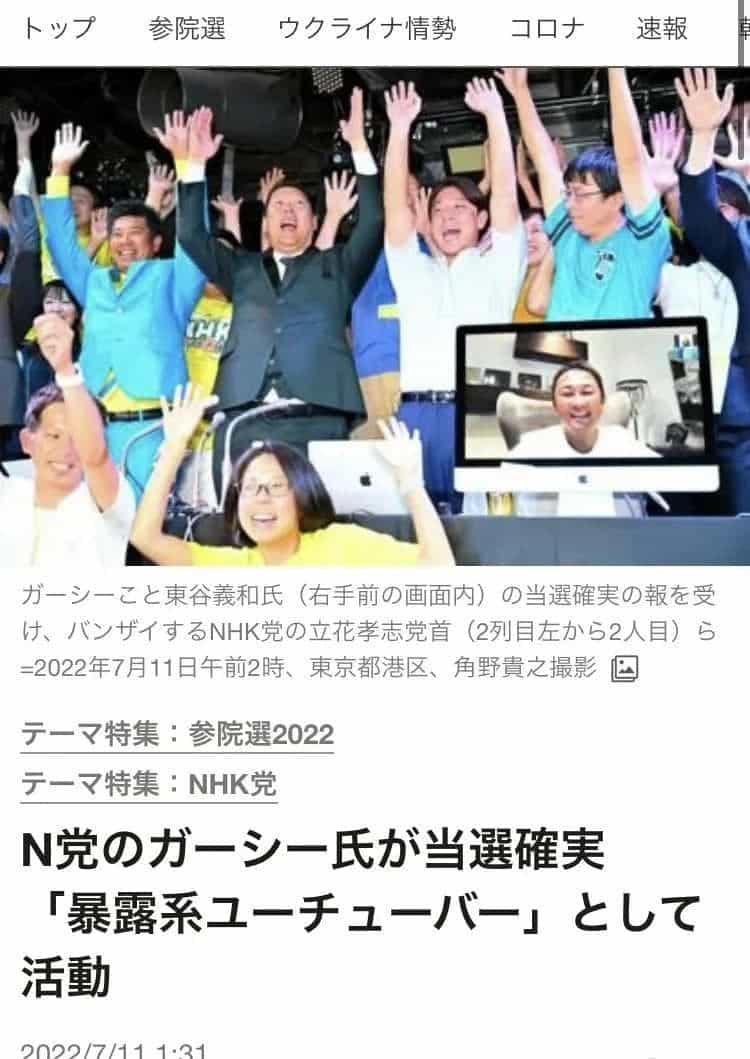 トップ 参院選 ウクライナ情勢 コロナ 速報
ガーシーこと東谷義和氏（右手前の画面内）の当選確実の報を受
け、バンザイするNHK党の立花孝志党首（2列目左から2人目）ら
=2022年7月11日午前2時、東京都港区、角野貴之撮影
テーマ特集：参院選2022
テーマ特集：NHK党
N党のガーシー氏が当選確実
「暴露系ユーチューバー」として
活動
2022/7/11 1:31